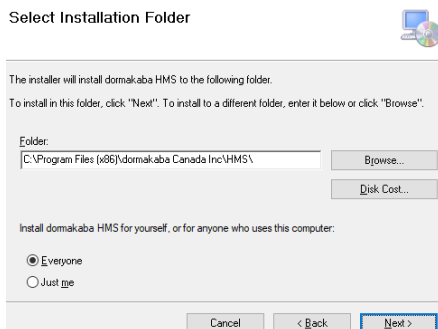 Select Installation Folder
The installer will install dormakaba HMS to the following folder.
To install in this folder, click "Next". To install to a different folder, enter it below or click "Browse".
Folder:
C:\Program Files (x86)\dormakaba Canada Inc\HMS\
Browse...
Disk Cost...
Install dormakaba HMS for yourself, or for anyone who uses this computer:
Everyone
Just me
Cancel < Back Next >